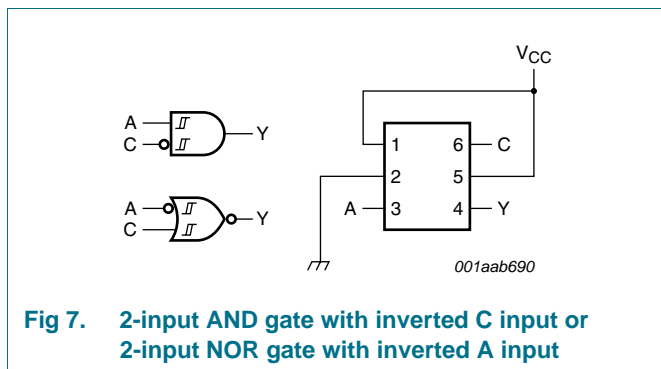 V_CC
A
C
Y
A
C
Y
1 6 C
2 5
A 3 4 Y
001aab690
Fig 7. 2-input AND gate with inverted C input or
2-input NOR gate with inverted A input